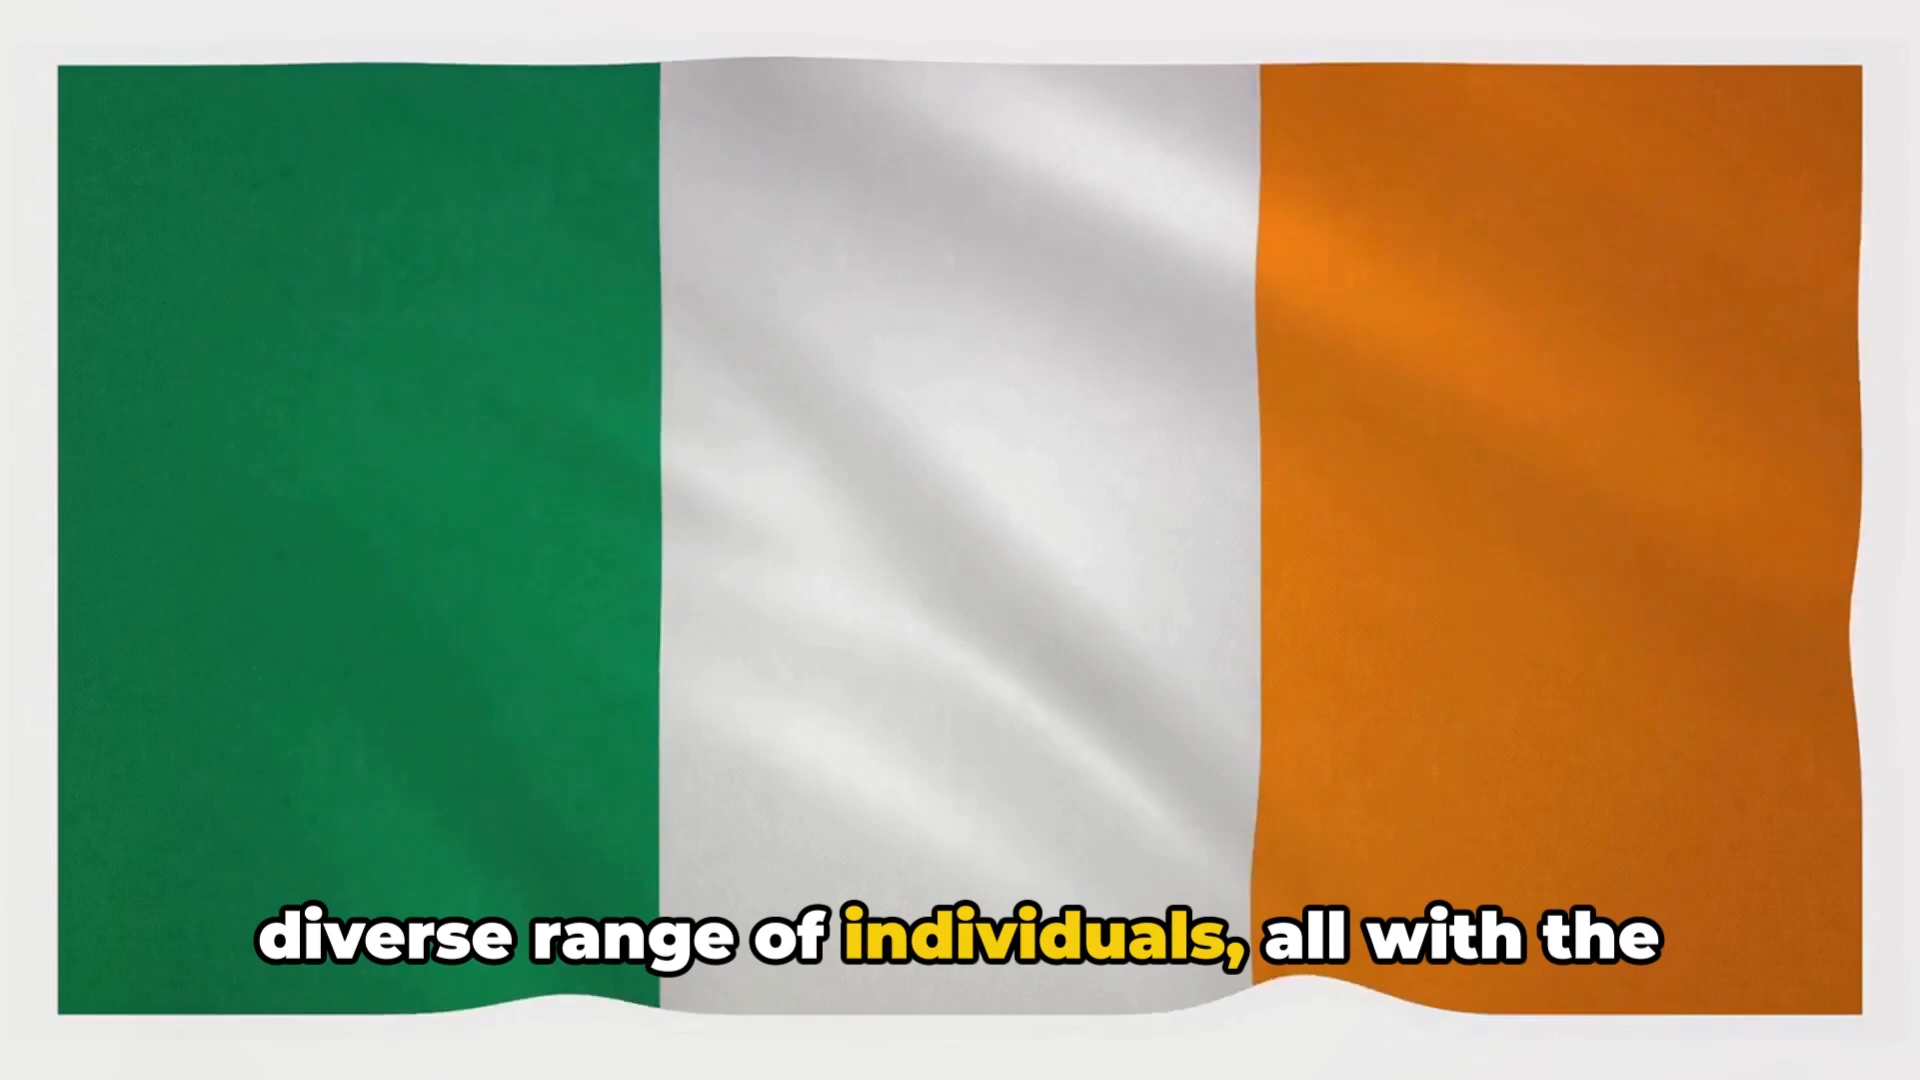 diverse range of individuals, all with the